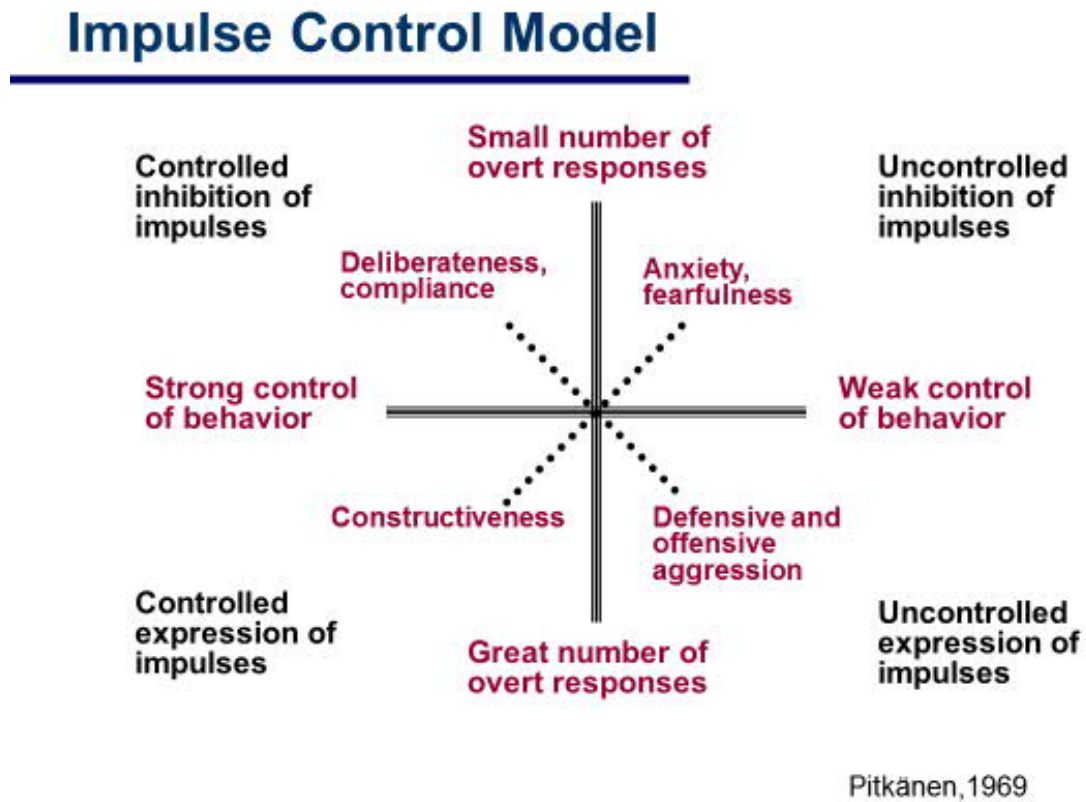 Impulse Control Model
Small number of
overt responses
Controlled
inhibition of
impulses
Uncontrolled
inhibition of
impulses
Deliberateness,
compliance
Anxiety,
fearfulness
Strong control
of behavior
Weak control
of behavior
Constructiveness
Defensive and
offensive
aggression
Controlled
expression of
impulses
Great number of
overt responses
Uncontrolled
expression of
impulses
Pitkänen,1969